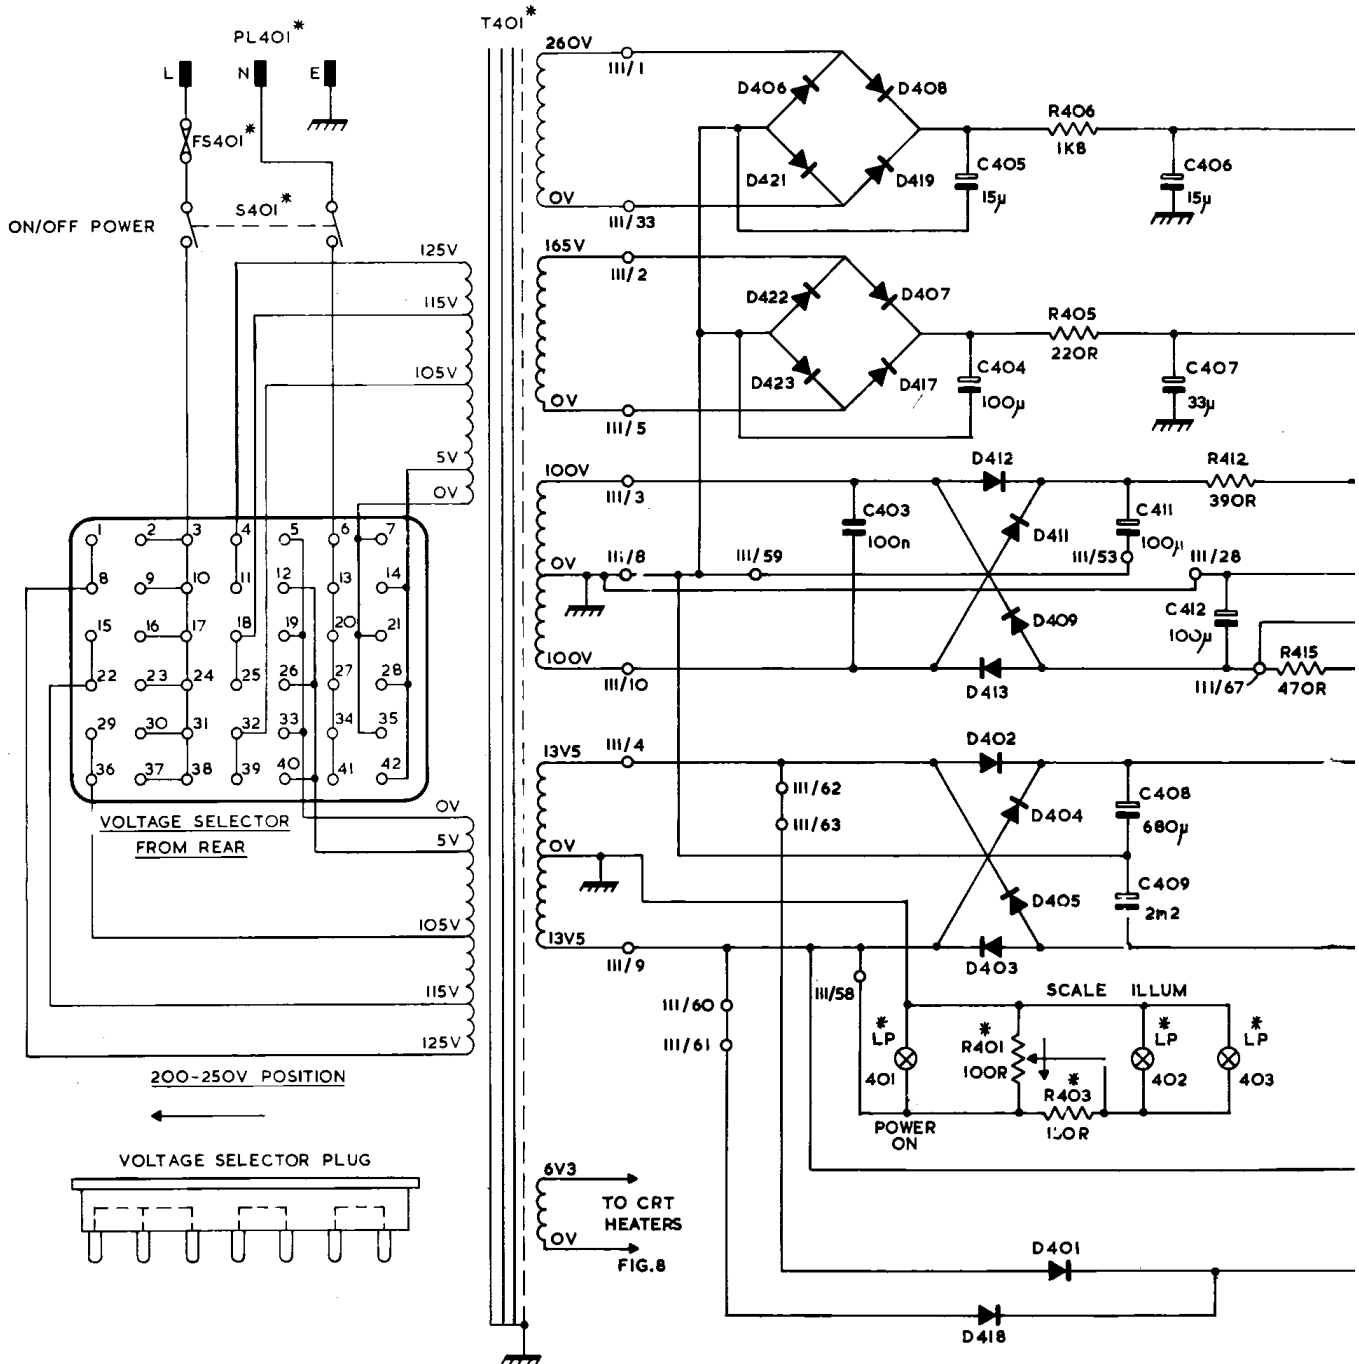 PL401*
L N E
FS401*
S401*
ON/OFF POWER
T401*
125V
115V
105V
5V
0V
1 2 3 4 5 6 7
8 9 10 11 12 13 14
15 16 17 18 19 20 21
22 23 24 25 26 27 28
29 30 31 32 33 34 35
36 37 38 39 40 41 42
VOLTAGE SELECTOR
FROM REAR
0V
5V
105V
115V
125V
200-250V POSITION
VOLTAGE SELECTOR PLUG
260V
III/1
0V
III/33
D406
D408
D421
D419
C405
15µ
R406
1K8
C406
15µ
165V
III/2
0V
III/5
D422
D407
D423
D417
C404
100µ
R405
220R
C407
33µ
100V
III/3
0V
III/8
III/59
100V
III/10
C403
100n
D412
D411
D409
D413
C411
100µ
III/53
R412
390R
III/28
C412
100µ
III/67
R415
470R
13V5
III/4
0V
13V5
III/9
III/62
III/63
D402
D404
D405
D403
C408
680µ
C409
2m2
III/60
III/61
III/58
SCALE ILLUM
*
LP
401
POWER
ON
*
R401
100R
*
R403
*
LP
402
*
LP
403
6V3
TO CRT
HEATERS
0V
FIG.8
D401
D418